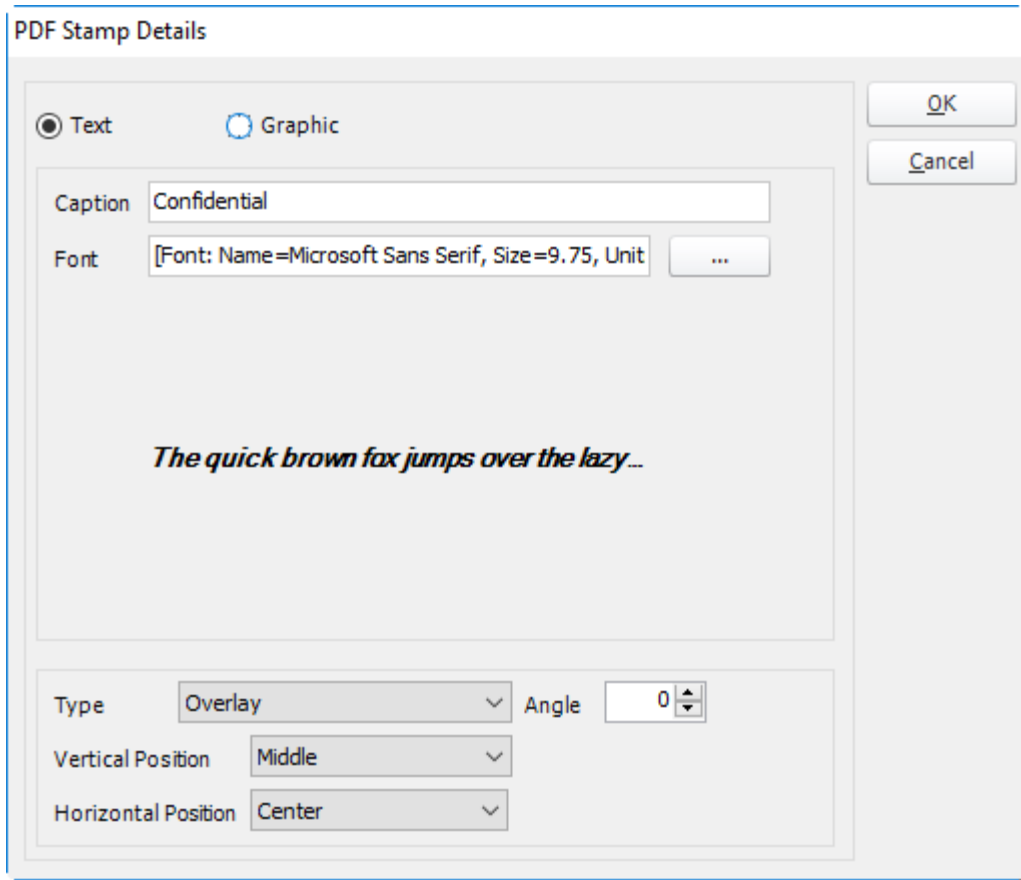 PDF Stamp Details
Text Graphic
OK
Cancel
Caption Confidential
Font [Font: Name=Microsoft Sans Serif, Size=9.75, Unit ...
The quick brown fox jumps over the lazy...
Type Overlay Angle 0
Vertical Position Middle
Horizontal Position Center